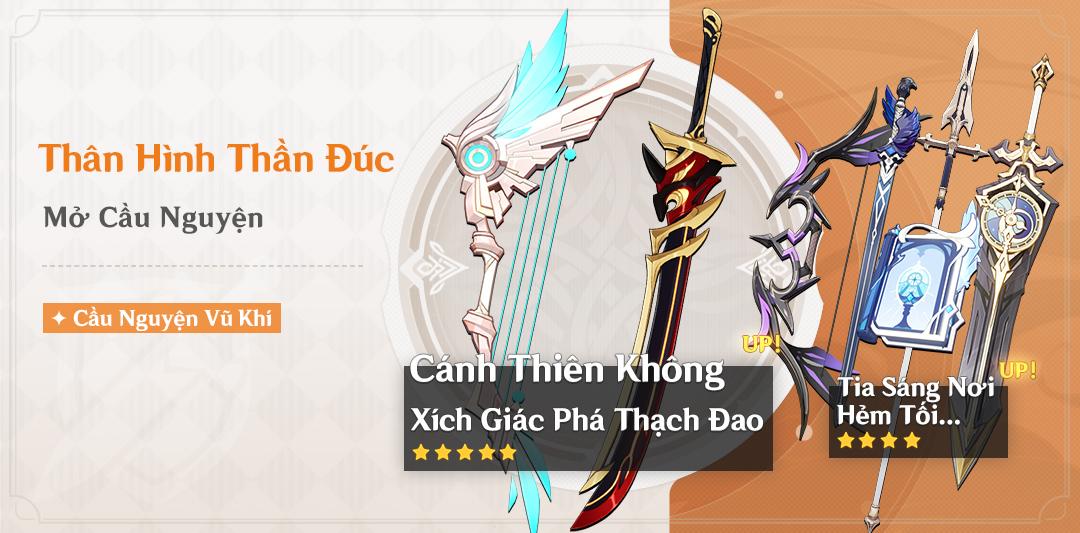 Thân Hình Thần Đúc
Mở Cầu Nguyện
Cầu Nguyện Vũ Khí
Cánh Thiên Không
UP!
Xích Giác Phá Thạch Đao
Tia Sáng Nơi
Hẻm Tối...
UP!